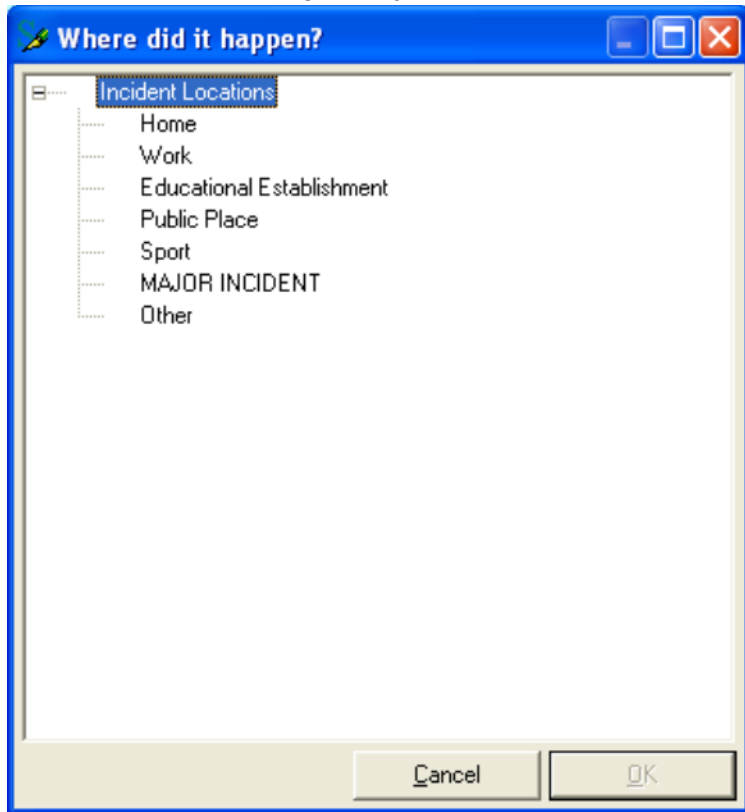 Where did it happen?
Incident Locations
Home
Work
Educational Establishment
Public Place
Sport
MAJOR INCIDENT
Other
Cancel
OK